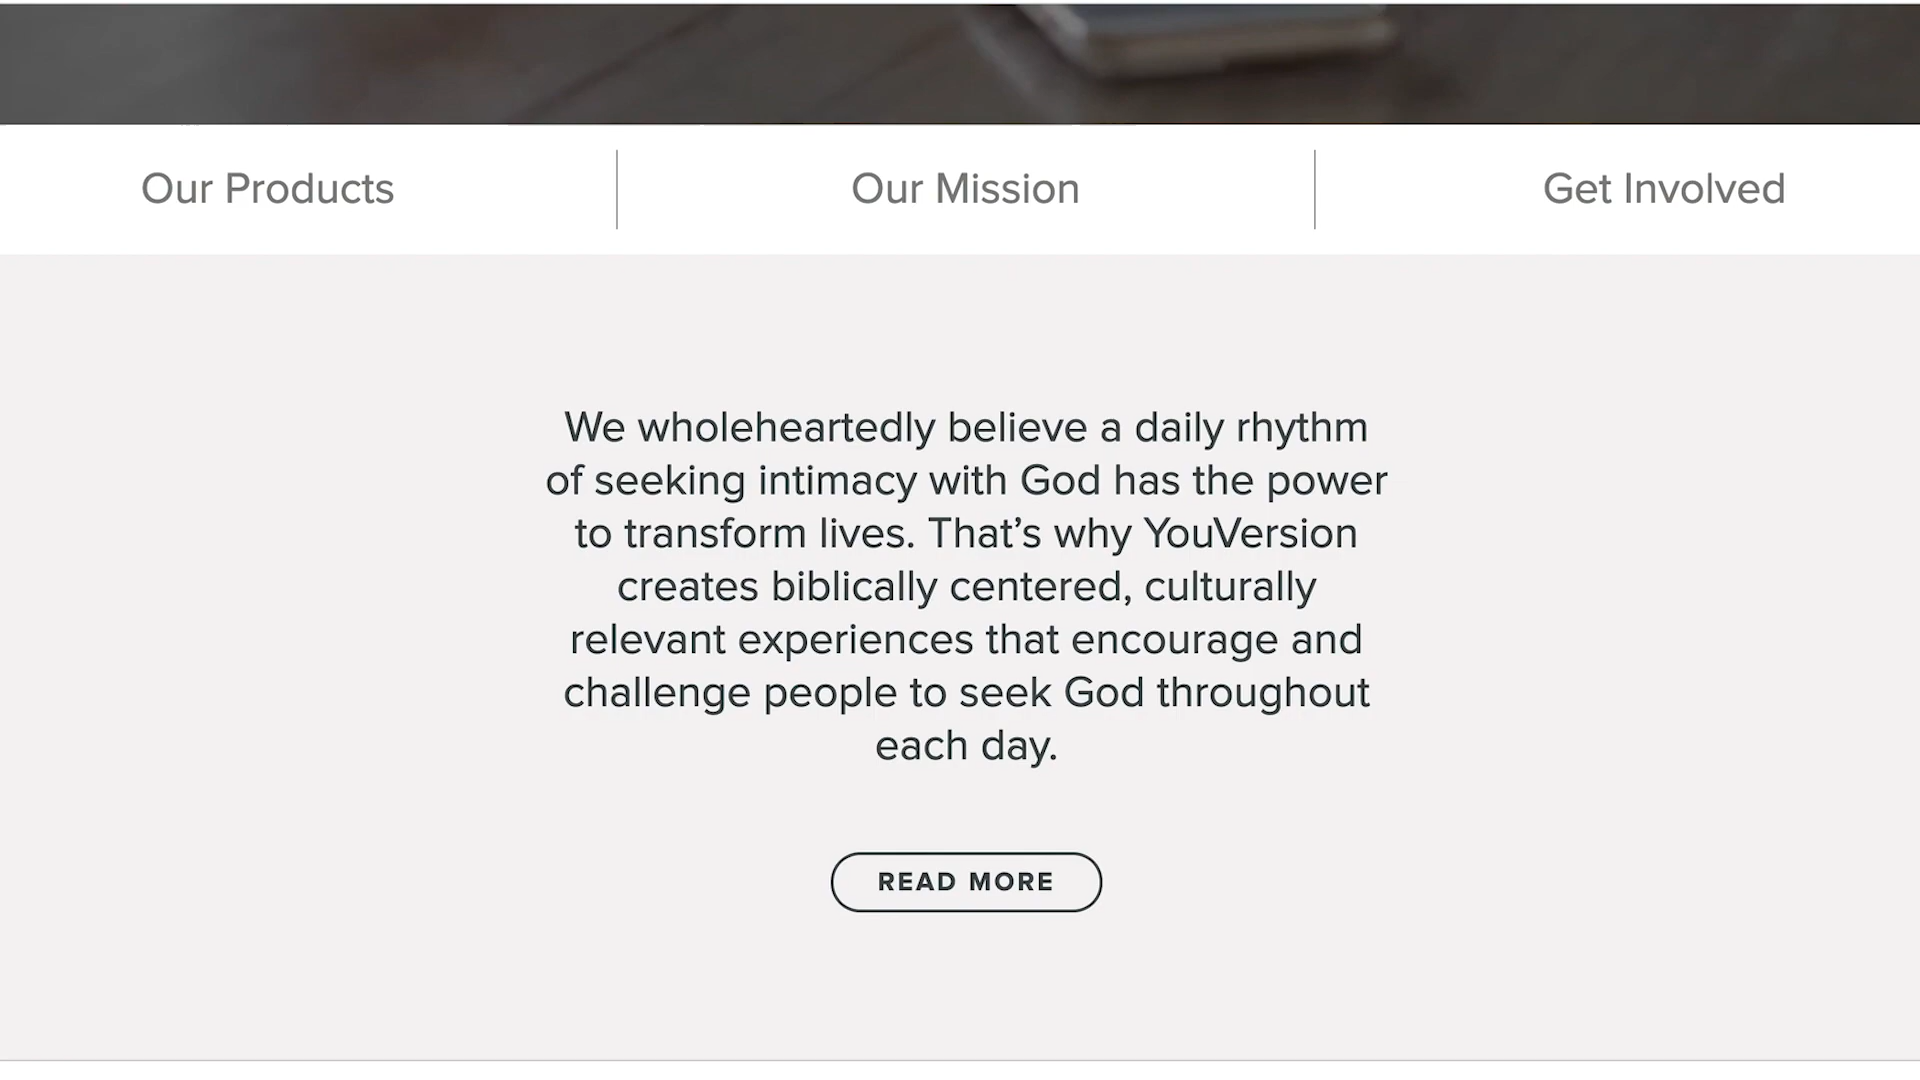 Our Products
Our Mission
Get Involved
We wholeheartedly believe a daily rhythm
of seeking intimacy with God has the power
to transform lives. That’s why YouVersion
creates biblically centered, culturally
relevant experiences that encourage and
challenge people to seek God throughout
each day.
READ MORE